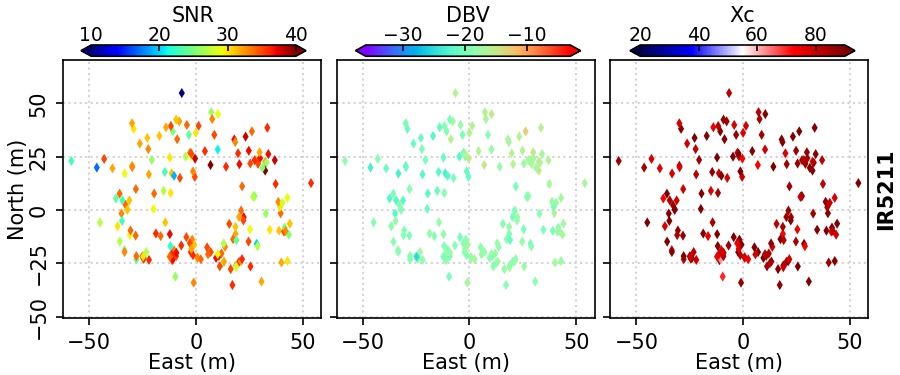 SNR DBV Xc
10 20 30 40 −30 −20 −10 20 40 60 80
50
25
0
−25
−50
North (m)
IR5211
−50 0 50 −50 0 50 −50 0 50
East (m) East (m) East (m)